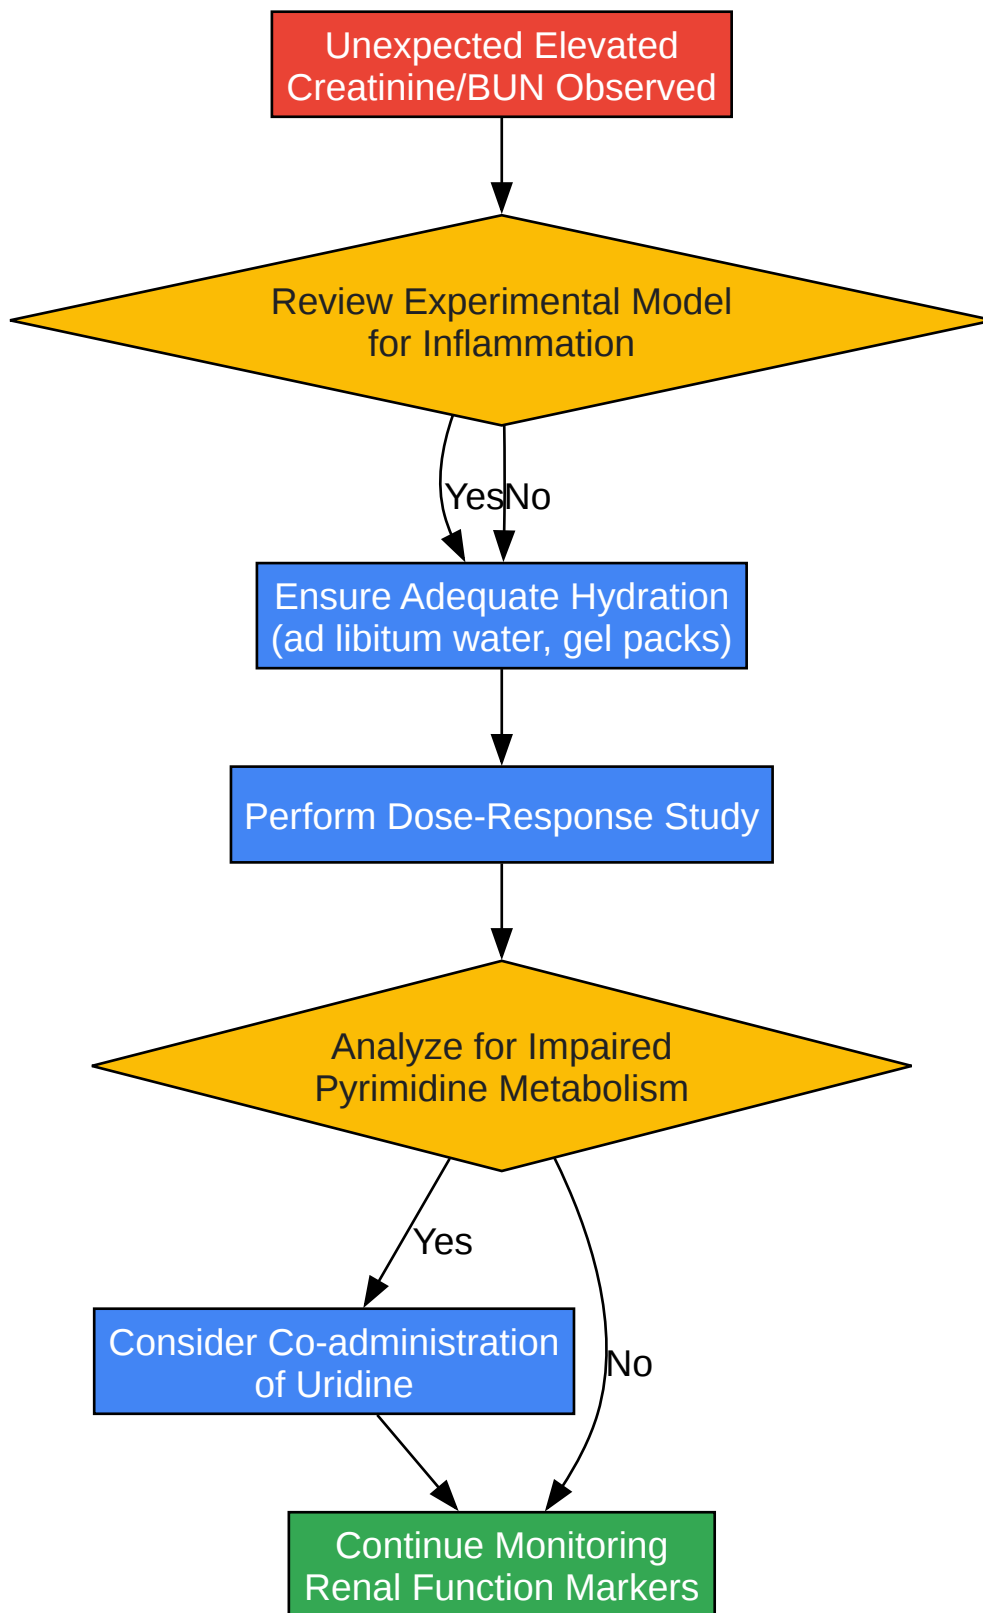 Unexpected Elevated
Creatinine/BUN Observed
Review Experimental Model
for Inflammation
Yes
No
Ensure Adequate Hydration
(ad libitum water, gel packs)
Perform Dose-Response Study
Analyze for Impaired
Pyrimidine Metabolism
Yes
Consider Co-administration
of Uridine
No
Continue Monitoring
Renal Function Markers